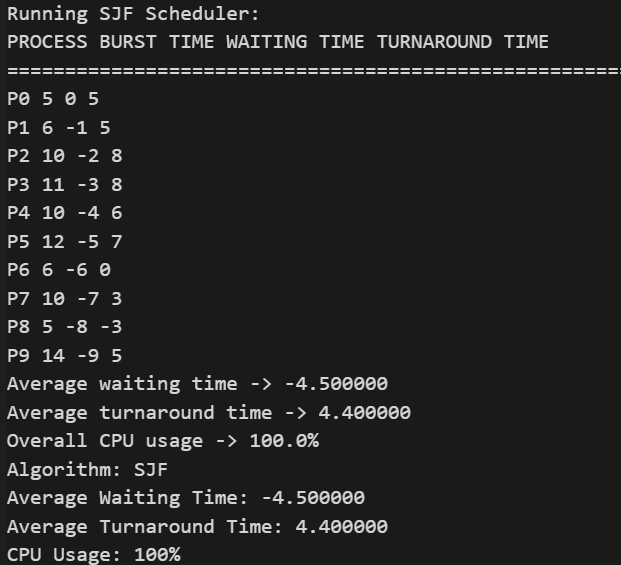 Running SJF Scheduler:
PROCESS BURST TIME WAITING TIME TURNAROUND TIME
=====================================================
P0 5 0 5
P1 6 -1 5
P2 10 -2 8
P3 11 -3 8
P4 10 -4 6
P5 12 -5 7
P6 6 -6 0
P7 10 -7 3
P8 5 -8 -3
P9 14 -9 5
Average waiting time -> -4.500000
Average turnaround time -> 4.400000
Overall CPU usage -> 100.0%
Algorithm: SJF
Average Waiting Time: -4.500000
Average Turnaround Time: 4.400000
CPU Usage: 100%